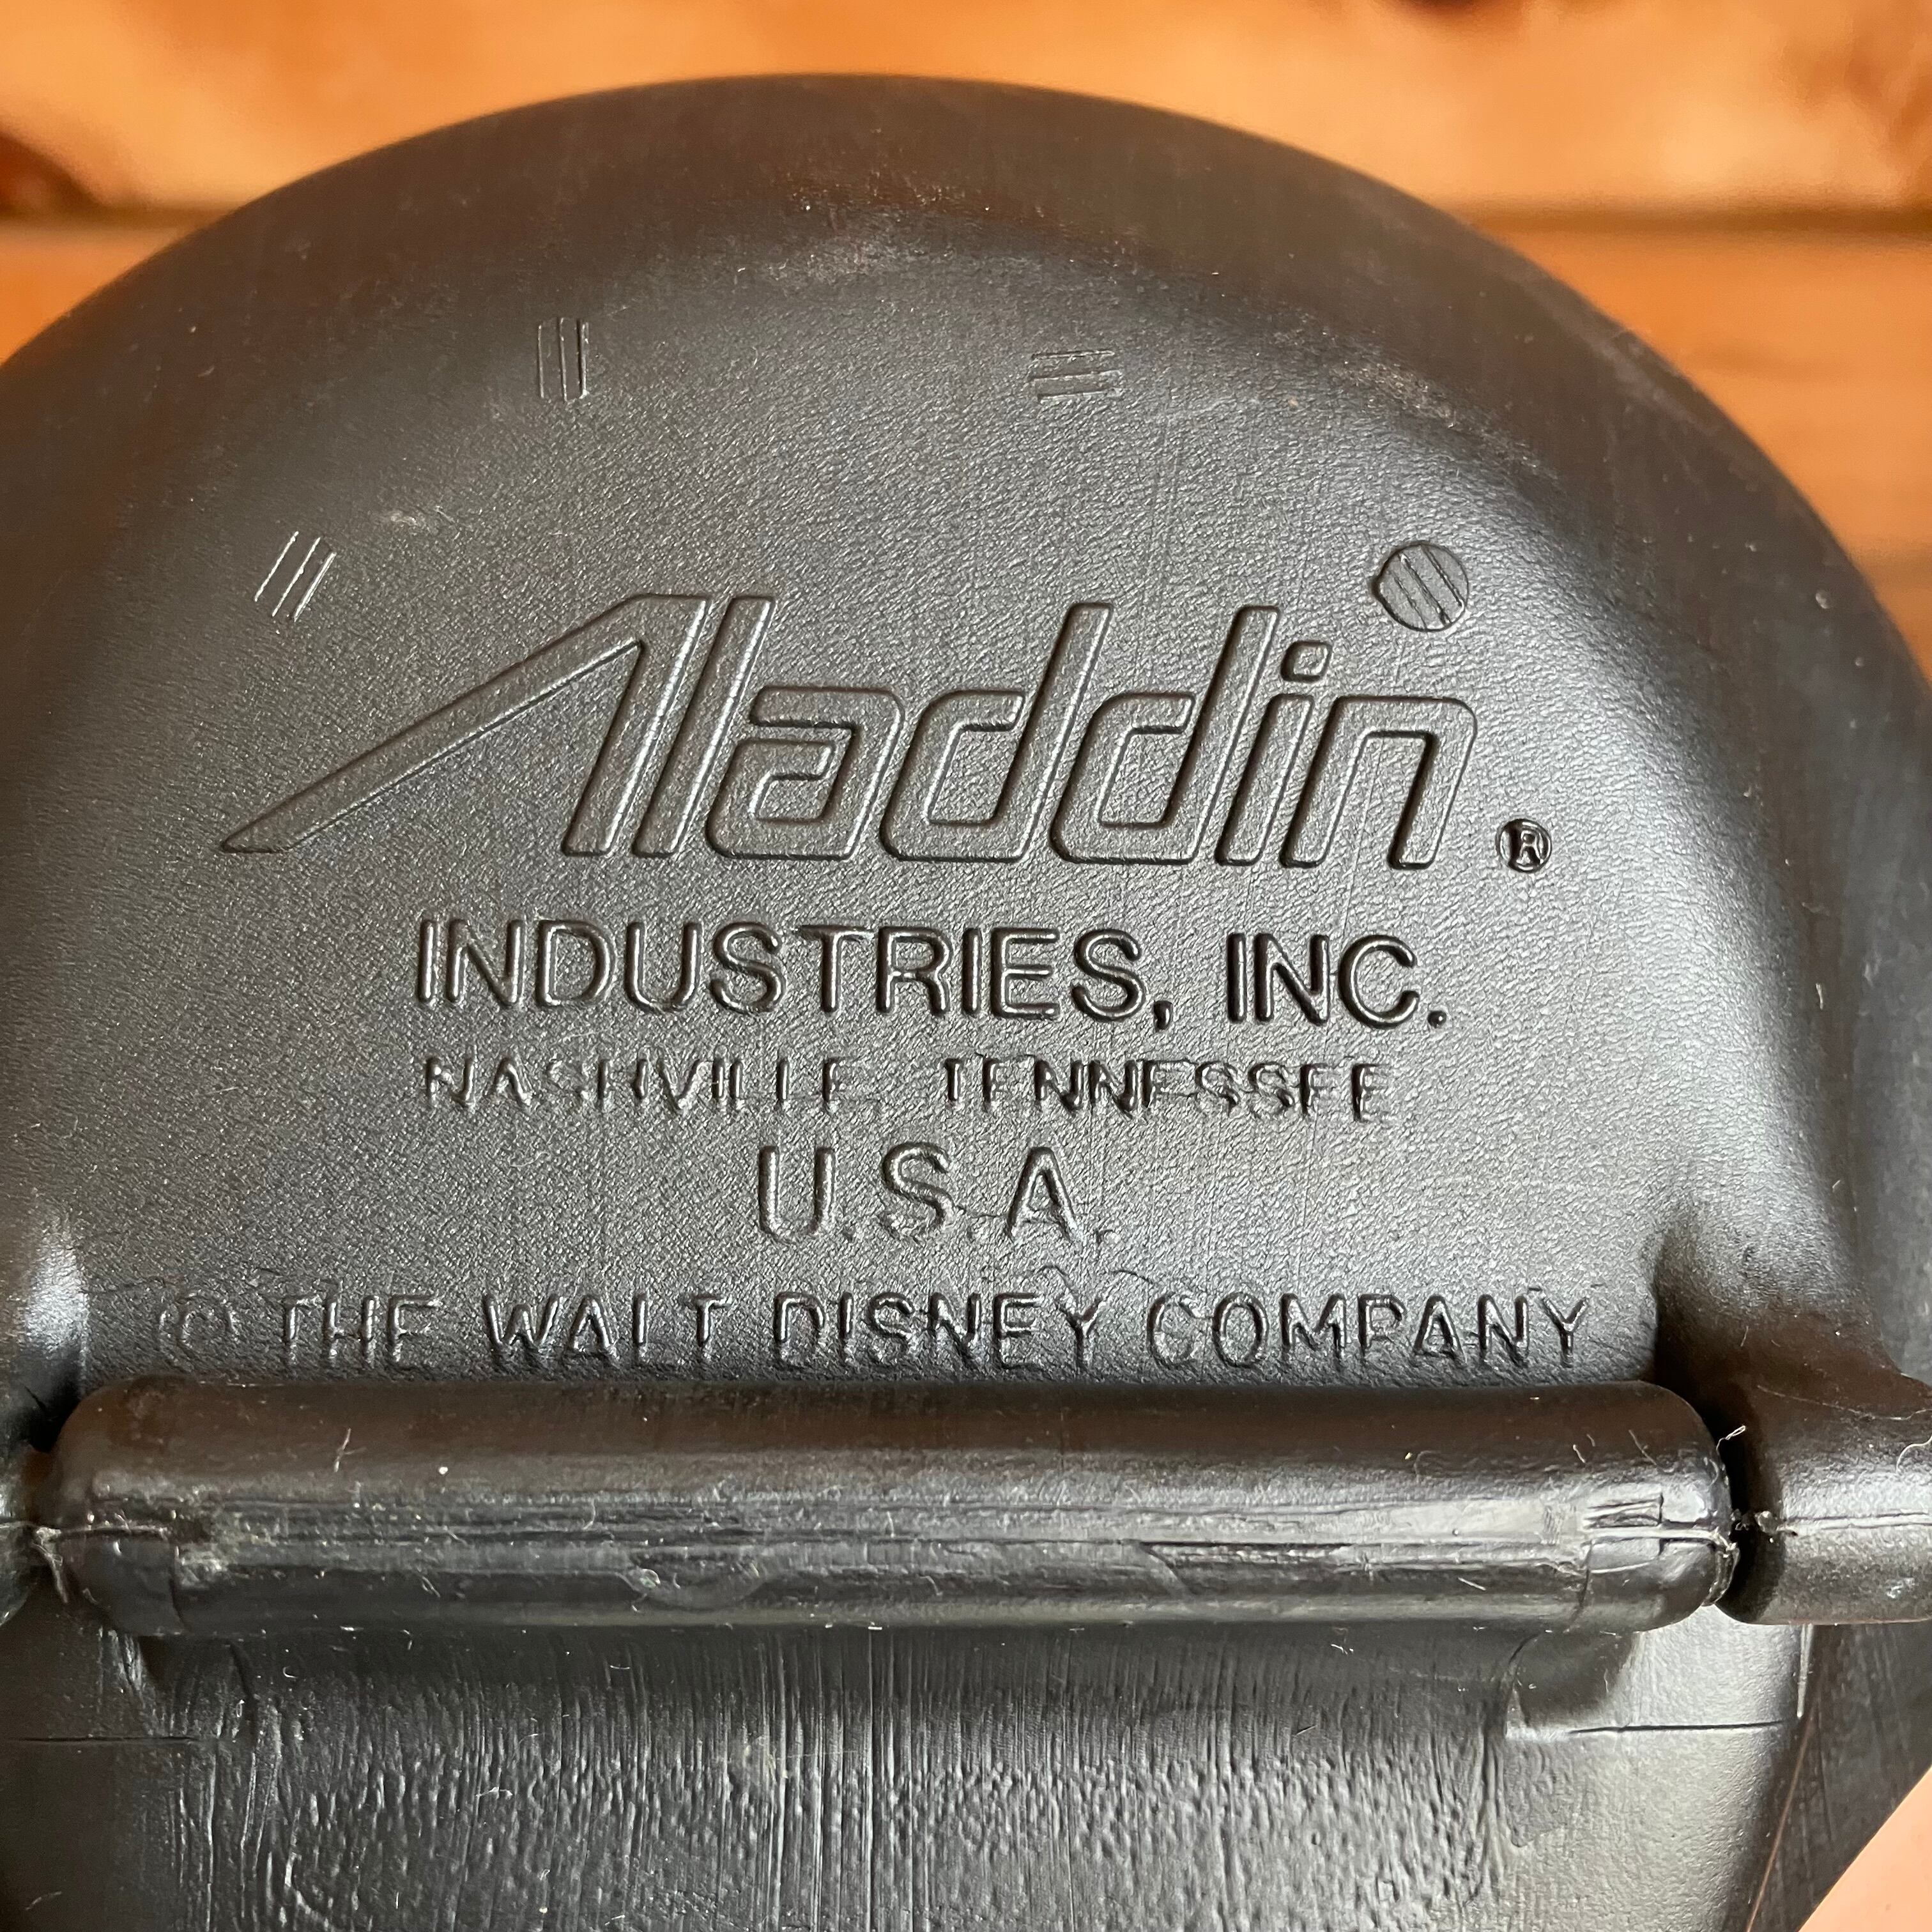 Aladdin®
INDUSTRIES, INC.
NASHVILLE, TENNESSEE
U.S.A.
© THE WALT DISNEY COMPANY